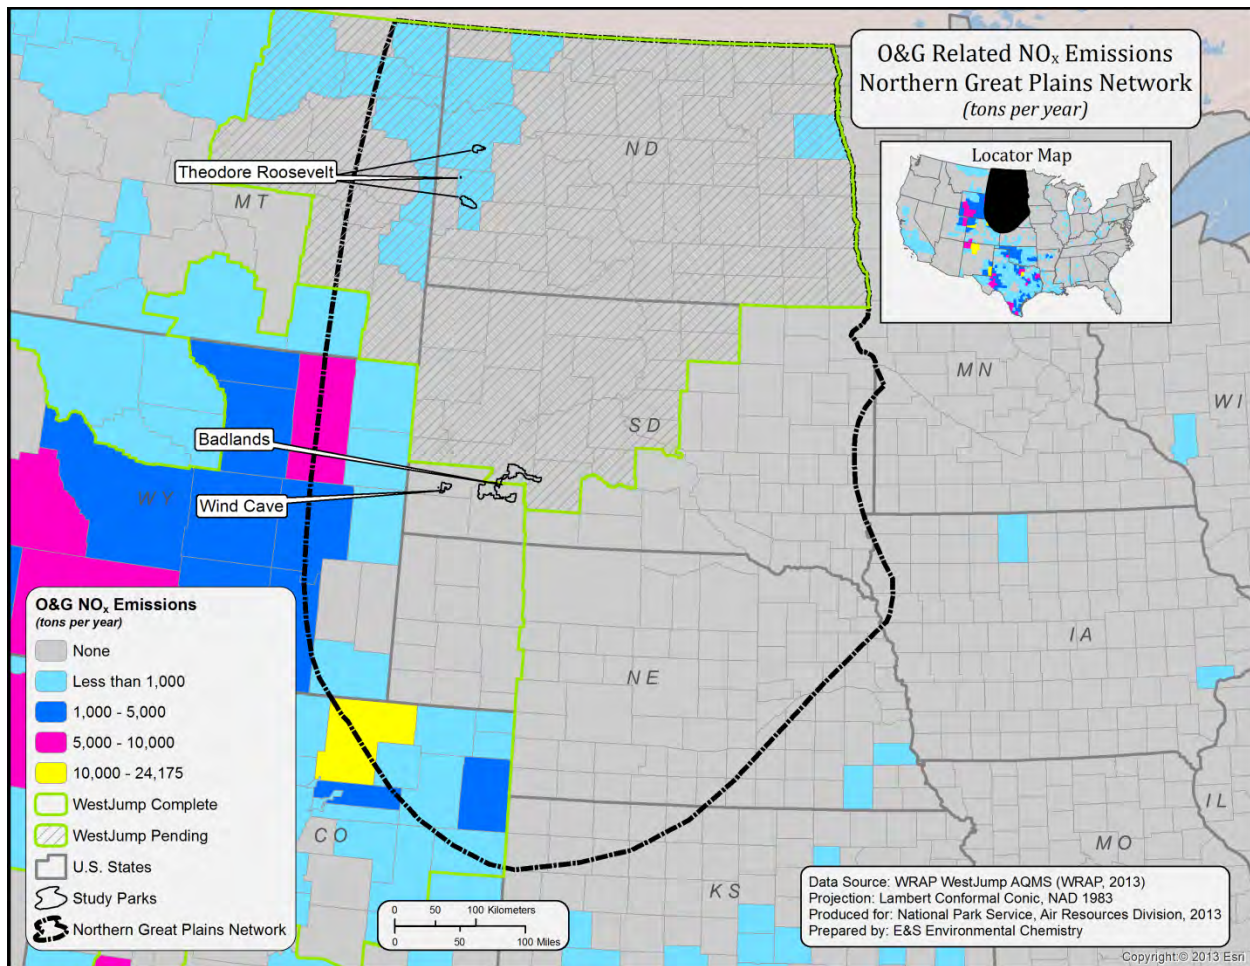 O&G Related NOx Emissions
Northern Great Plains Network
(tons per year)
Locator Map
ND
Theodore Roosevelt
MT
MN
WI
SD
Badlands
Wind Cave
WY
O&G NOx Emissions
(tons per year)
None
Less than 1,000
1,000 - 5,000
5,000 - 10,000
10,000 - 24,175
WestJump Complete
WestJump Pending
U.S. States
Study Parks
Northern Great Plains Network
IA
NE
IL
CO
MO
KS
0 50 100 Kilometers
0 50 100 Miles
Data Source: WRAP WestJump AQMS (WRAP, 2013)
Projection: Lambert Conformal Conic, NAD 1983
Produced for: National Park Service, Air Resources Division, 2013
Prepared by: E&S Environmental Chemistry
Copyright:© 2013 Esri